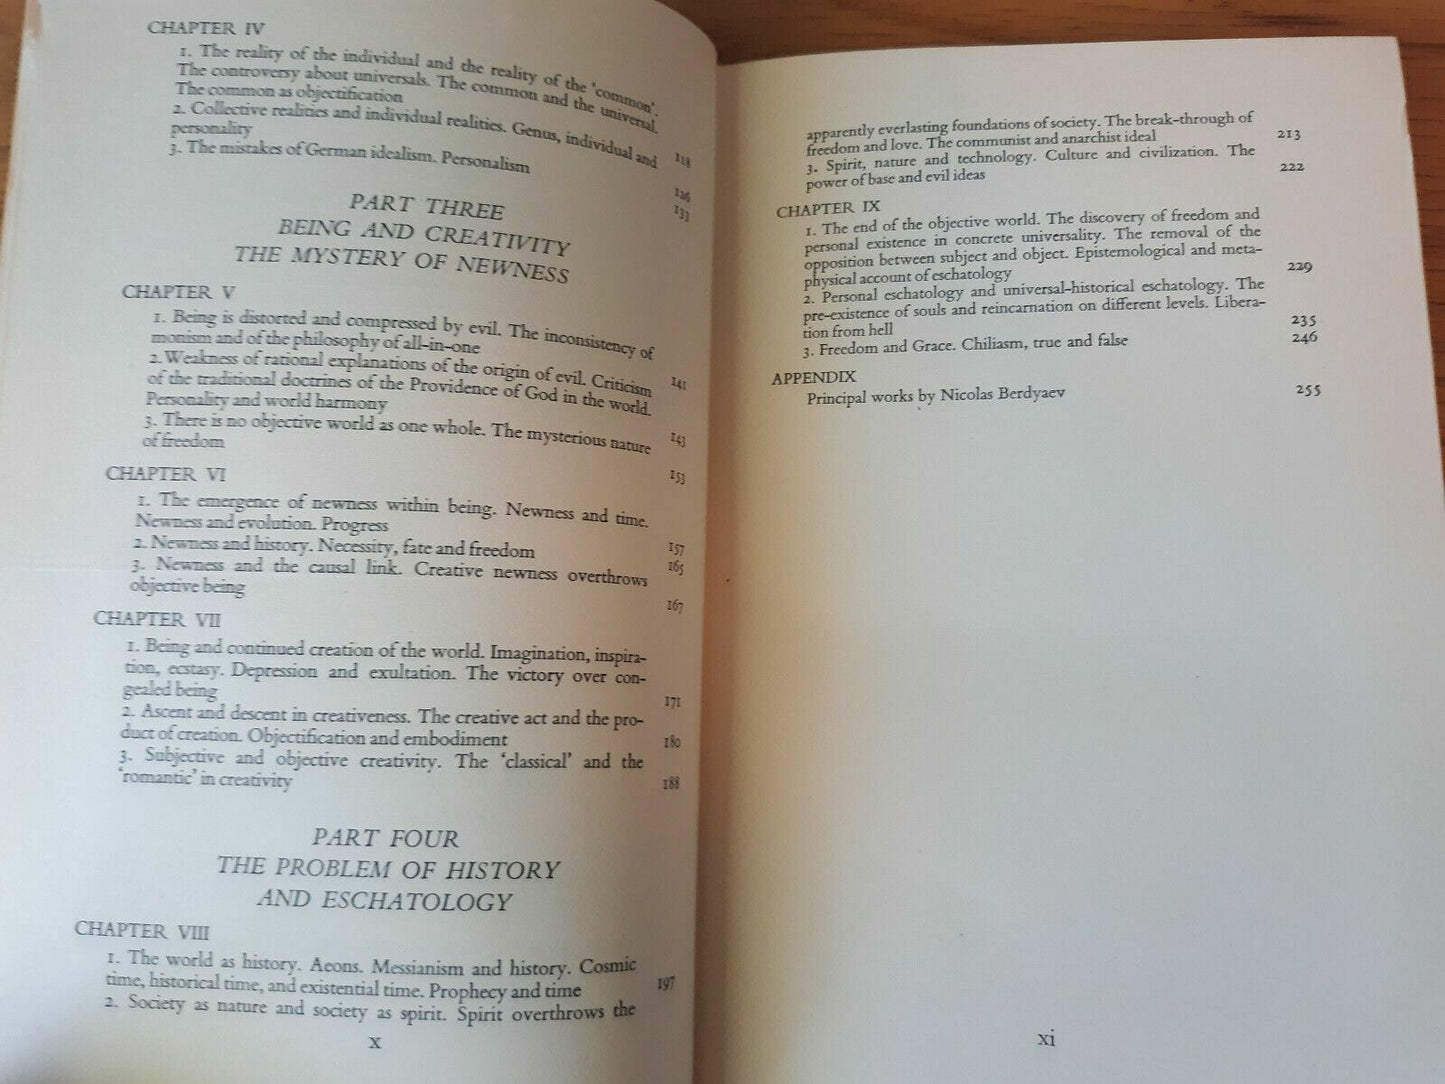 CHAPTER IV
1. The reality of the individual and the reality of the 'common'.
The controversy about universals. The common and the universal.
The common as objectification 118
2. Collective realities and individual realities. Genus, individual and
personality 126
3. The mistakes of German idealism. Personalism 133
PART THREE
BEING AND CREATIVITY
THE MYSTERY OF NEWNESS
CHAPTER V
1. Being is distorted and compressed by evil. The inconsistency of
monism and of the philosophy of all-in-one 141
2. Weakness of rational explanations of the origin of evil. Criticism
of the traditional doctrines of the Providence of God in the world.
Personality and world harmony 143
3. There is no objective world as one whole. The mysterious nature
of freedom 153
CHAPTER VI
1. The emergence of newness within being. Newness and time.
Newness and evolution. Progress 157
2. Newness and history. Necessity, fate and freedom 165
3. Newness and the causal link. Creative newness overthrows
objective being 167
CHAPTER VII
1. Being and continued creation of the world. Imagination, inspira-
tion, ecstasy. Depression and exultation. The victory over con-
gealed being 171
2. Ascent and descent in creativeness. The creative act and the pro-
duct of creation. Objectification and embodiment 180
3. Subjective and objective creativity. The 'classical' and the
'romantic' in creativity 188
PART FOUR
THE PROBLEM OF HISTORY
AND ESCHATOLOGY
CHAPTER VIII
1. The world as history. Aeons. Messianism and history. Cosmic
time, historical time, and existential time. Prophecy and time 197
2. Society as nature and society as spirit. Spirit overthrows the
x
apparently everlasting foundations of society. The break-through of
freedom and love. The communist and anarchist ideal 213
3. Spirit, nature and technology. Culture and civilization. The
power of base and evil ideas 222
CHAPTER IX
1. The end of the objective world. The discovery of freedom and
personal existence in concrete universality. The removal of the
opposition between subject and object. Epistemological and meta-
physical account of eschatology 229
2. Personal eschatology and universal-historical eschatology. The
pre-existence of souls and reincarnation on different levels. Libera-
tion from hell 235
3. Freedom and Grace. Chiliasm, true and false 246
APPENDIX
Principal works by Nicolas Berdyaev 255
xi